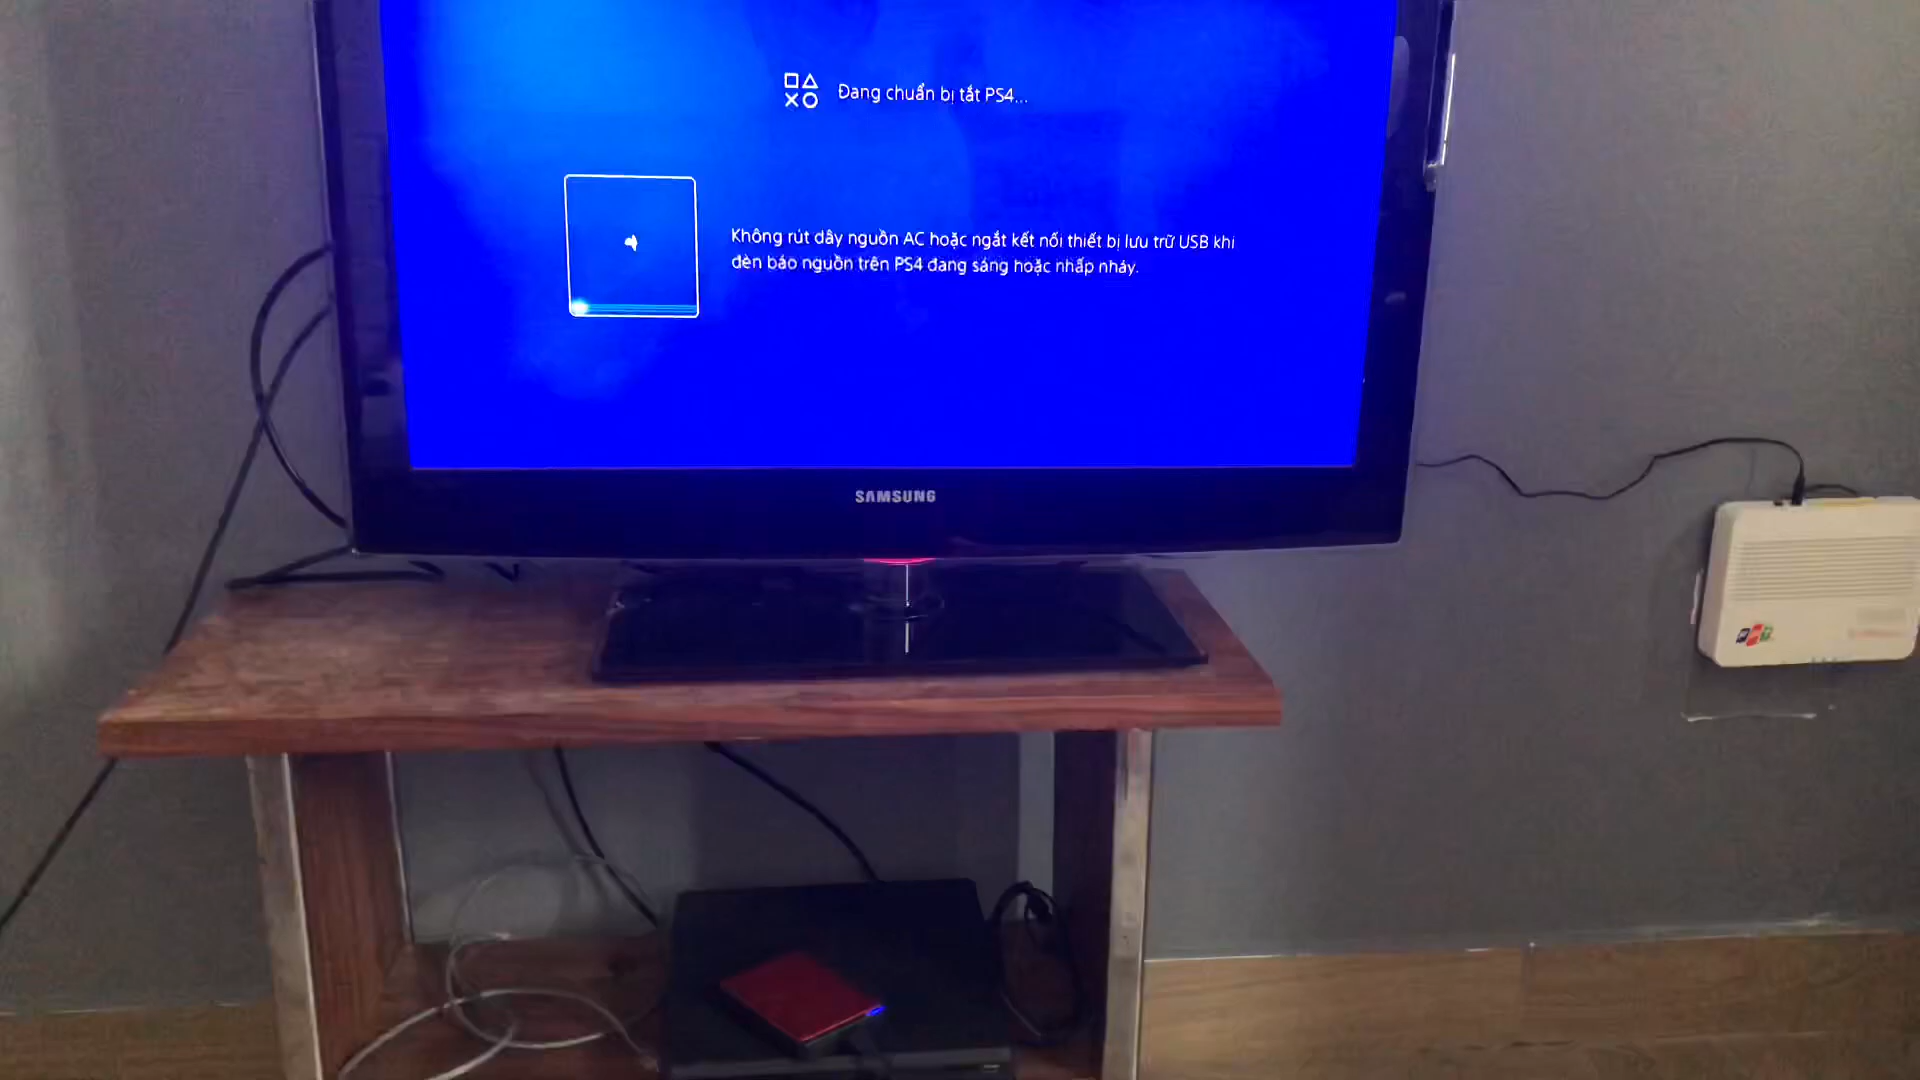 Đang chuẩn bị tắt PS4...
Không rút dây nguồn AC hoặc ngắt kết nối thiết bị lưu trữ USB khi
đèn báo nguồn trên PS4 đang sáng hoặc nhấp nháy.
SAMSUNG
FPT